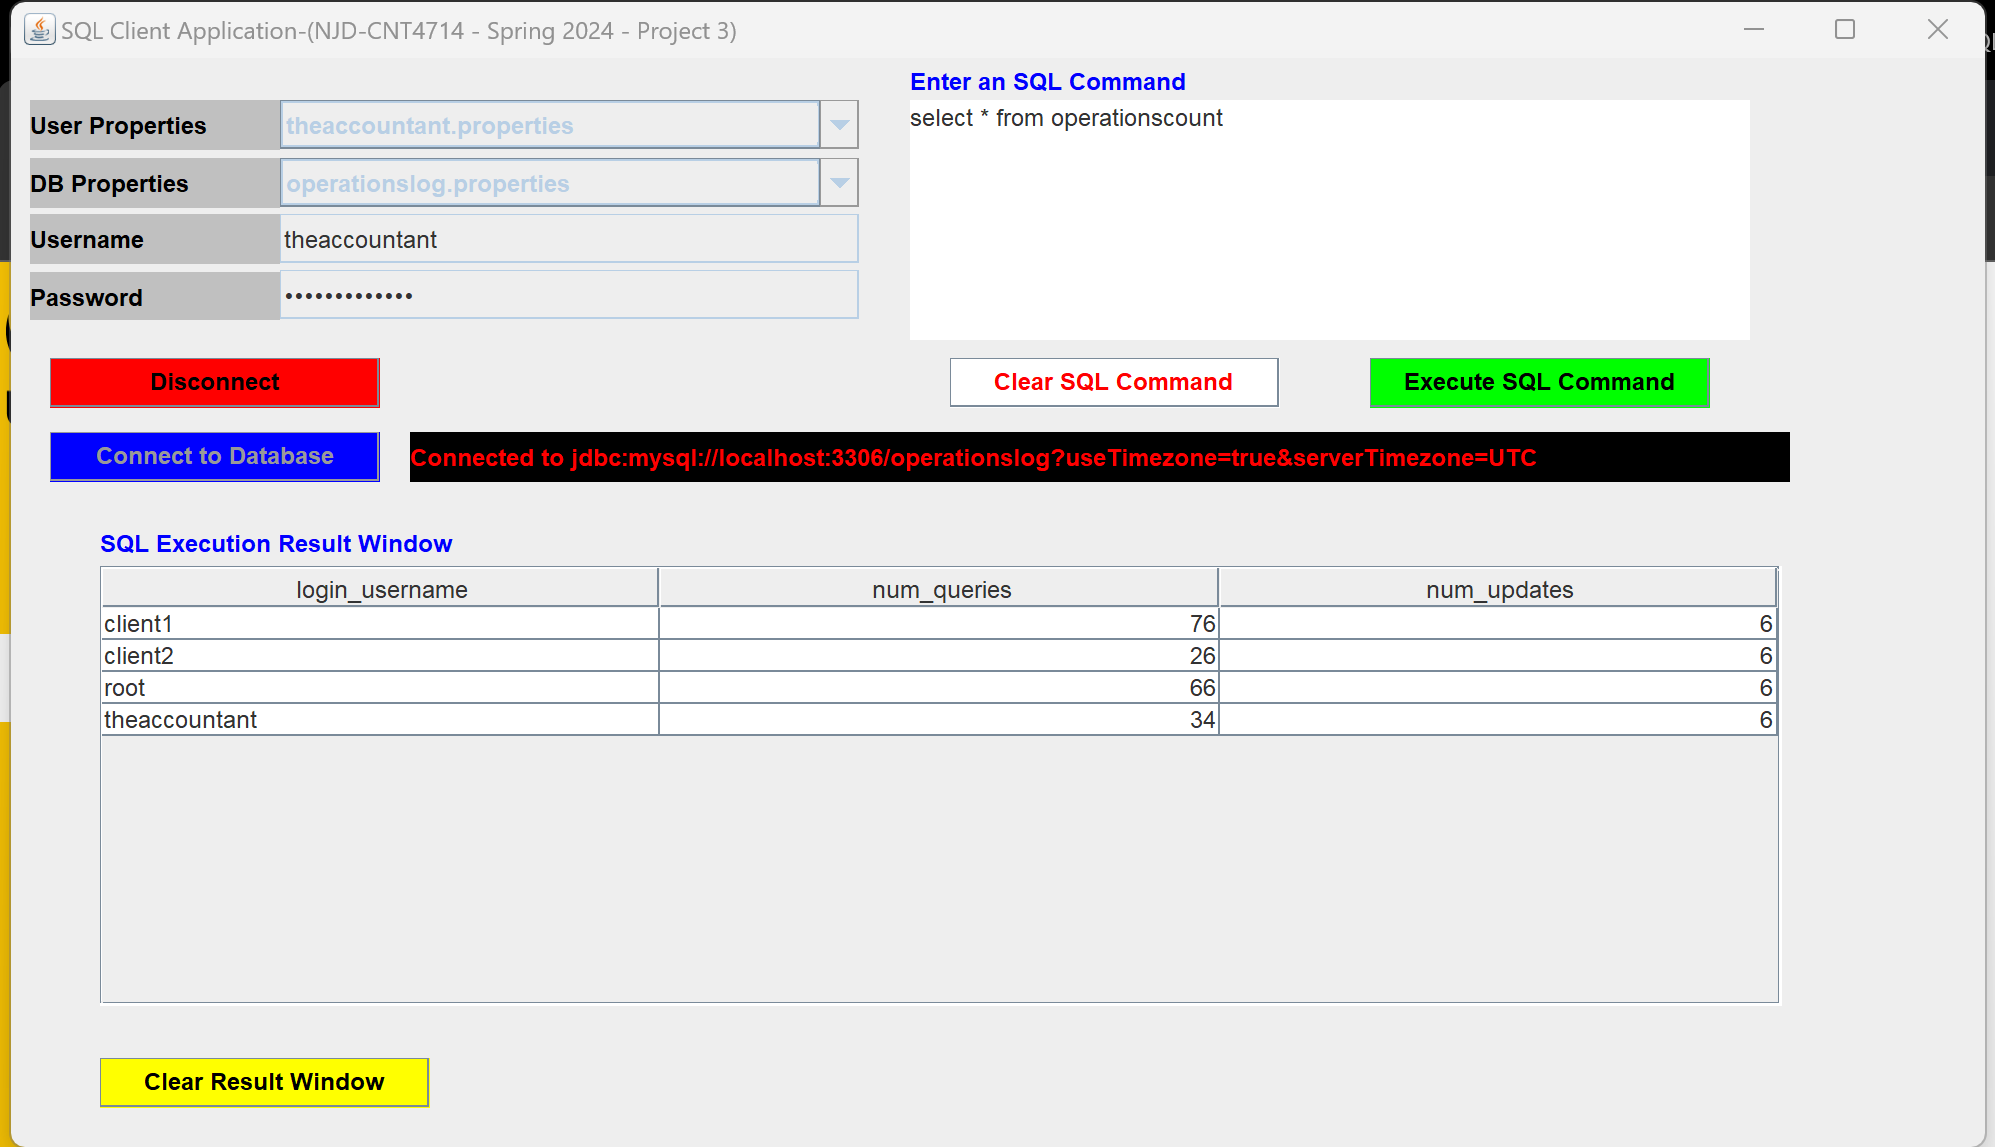 SQL Client Application-(NJD-CNT4714 - Spring 2024 - Project 3)
Enter an SQL Command
User Properties theaccountant.properties
select * from operationscount
DB Properties operationslog.properties
Username theaccountant
Password •••••••••••••
Disconnect
Clear SQL Command
Execute SQL Command
Connect to Database
Connected to jdbc:mysql://localhost:3306/operationslog?useTimezone=true&serverTimezone=UTC
SQL Execution Result Window
login_username num_queries num_updates
client1 76 6
client2 26 6
root 66 6
theaccountant 34 6
Clear Result Window